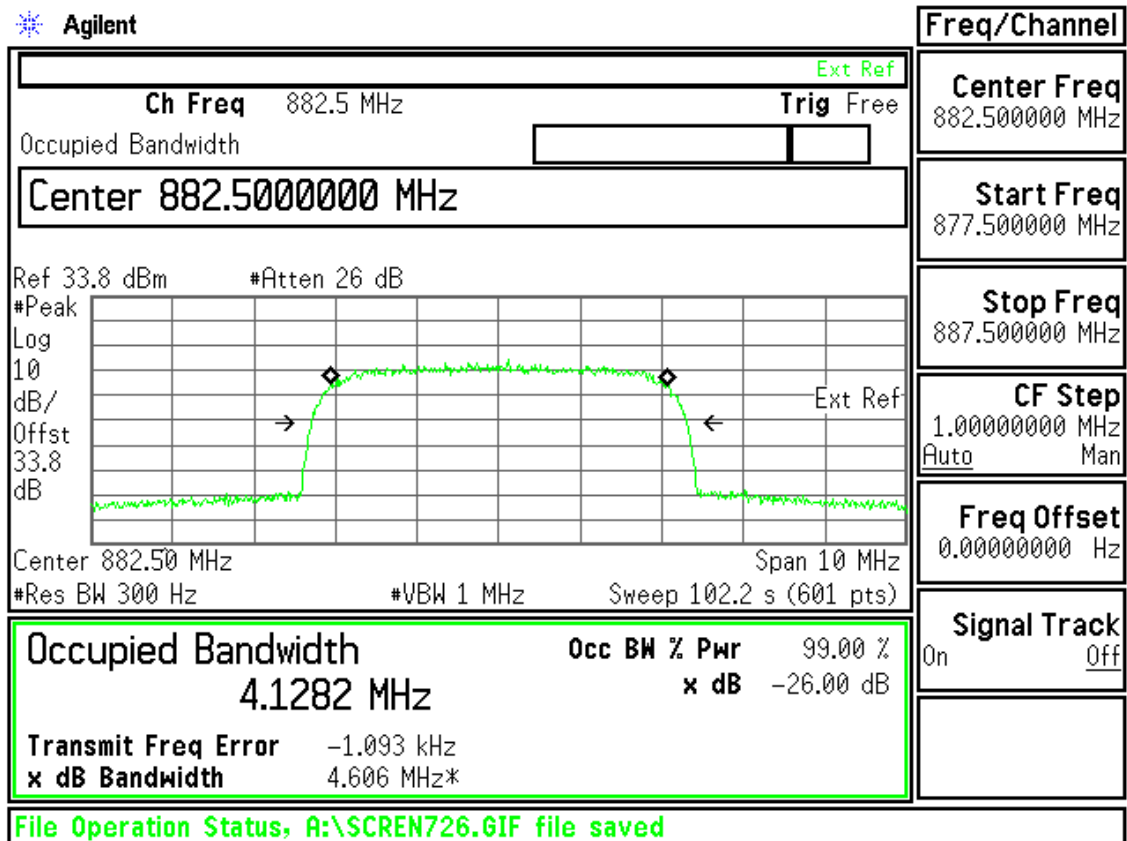 Agilent
Freq/Channel
Ext Ref
Ch Freq 882.5 MHz Trig Free
Occupied Bandwidth
Center 882.5000000 MHz
Ref 33.8 dBm #Atten 26 dB
#Peak
Log
10
dB/
Offst
33.8
dB
Ext Ref
Center 882.50 MHz Span 10 MHz
#Res BW 300 Hz #VBW 1 MHz Sweep 102.2 s (601 pts)
Occupied Bandwidth Occ BW % Pwr 99.00 %
4.1282 MHz x dB -26.00 dB
Transmit Freq Error -1.093 kHz
x dB Bandwidth 4.606 MHz*
Center Freq
882.500000 MHz
Start Freq
877.500000 MHz
Stop Freq
887.500000 MHz
CF Step
1.00000000 MHz
Auto Man
Freq Offset
0.00000000 Hz
Signal Track
On Off
File Operation Status, A:\SCREN726.GIF file saved